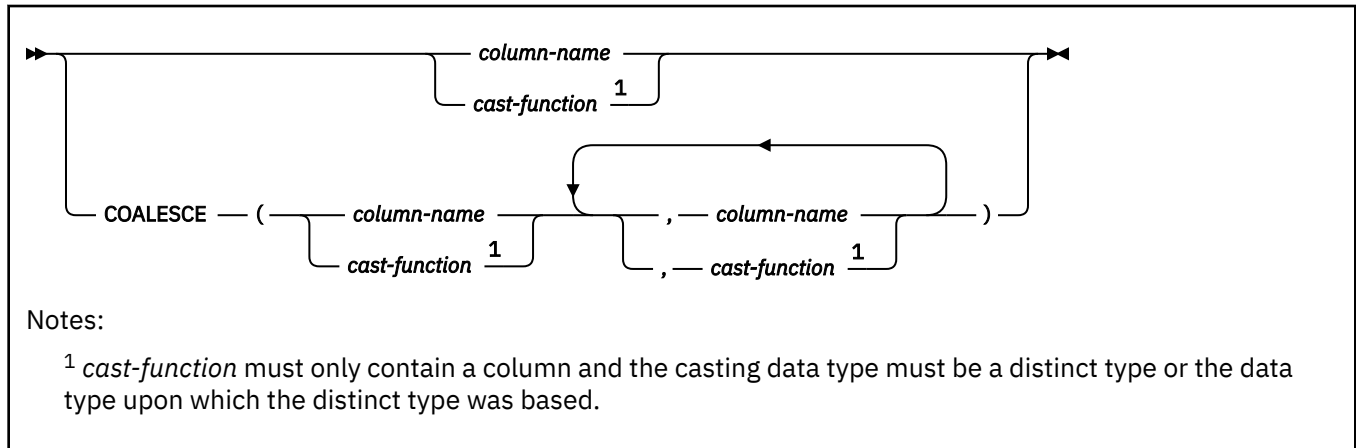 column-name
cast-function 1
COALESCE ( column-name , column-name )
cast-function 1 , cast-function 1
Notes:
1 cast-function must only contain a column and the casting data type must be a distinct type or the data
type upon which the distinct type was based.